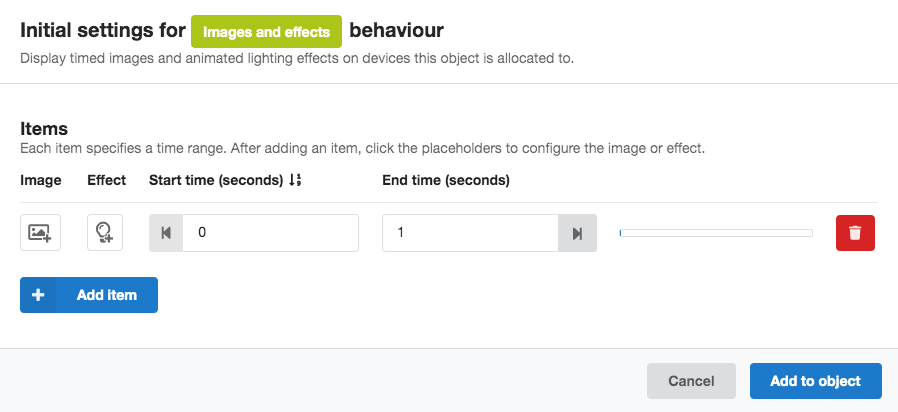 Initial settings for Images and effects behaviour
Display timed images and animated lighting effects on devices this object is allocated to.
Items
Each item specifies a time range. After adding an item, click the placeholders to configure the image or effect.
Image Effect Start time (seconds) End time (seconds)
0 1
Add item
Cancel Add to object